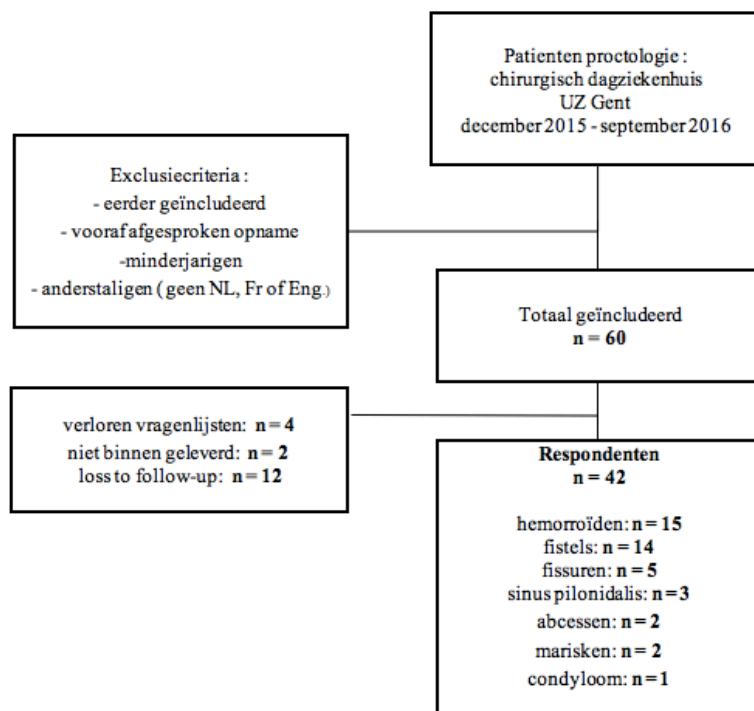 Patienten proctologie :
chirurgisch dagziekenhuis
UZ Gent
december 2015 - september 2016
Exclusiecriteria :
- eerder geïncludeerd
- vooraf afgesproken opname
-minderjarigen
- anderstaligen ( geen NL, Fr of Eng.)
Totaal geïncludeerd
n = 60
verloren vragenlijsten: n = 4
niet binnen geleverd: n = 2
loss to follow-up: n = 12
Respondenten
n = 42
hemorroïden: n = 15
fistels: n = 14
fissuren: n = 5
sinus pilonidalis: n = 3
abcessen: n = 2
marisken: n = 2
condyloom: n = 1